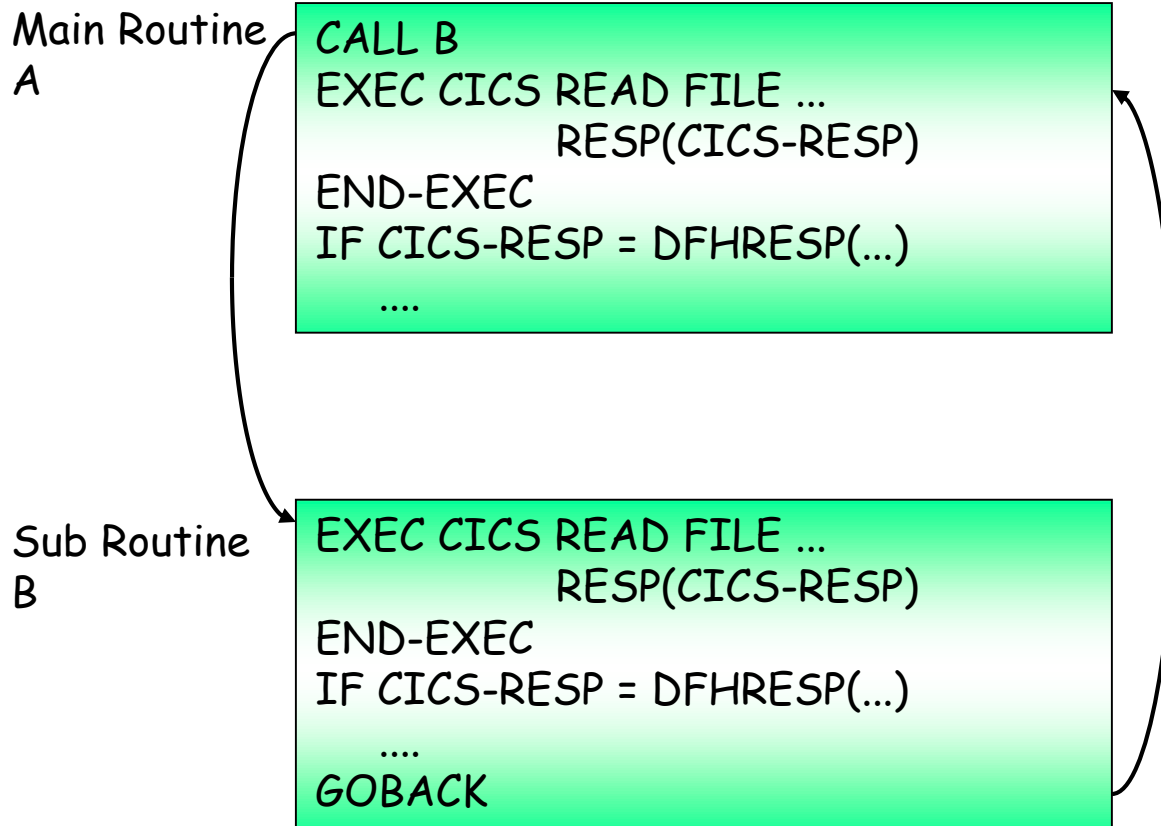 Main Routine
A
CALL B
EXEC CICS READ FILE ...
RESP(CICS-RESP)
END-EXEC
IF CICS-RESP = DFHRESP(...)
....
Sub Routine
B
EXEC CICS READ FILE ...
RESP(CICS-RESP)
END-EXEC
IF CICS-RESP = DFHRESP(...)
....
GOBACK